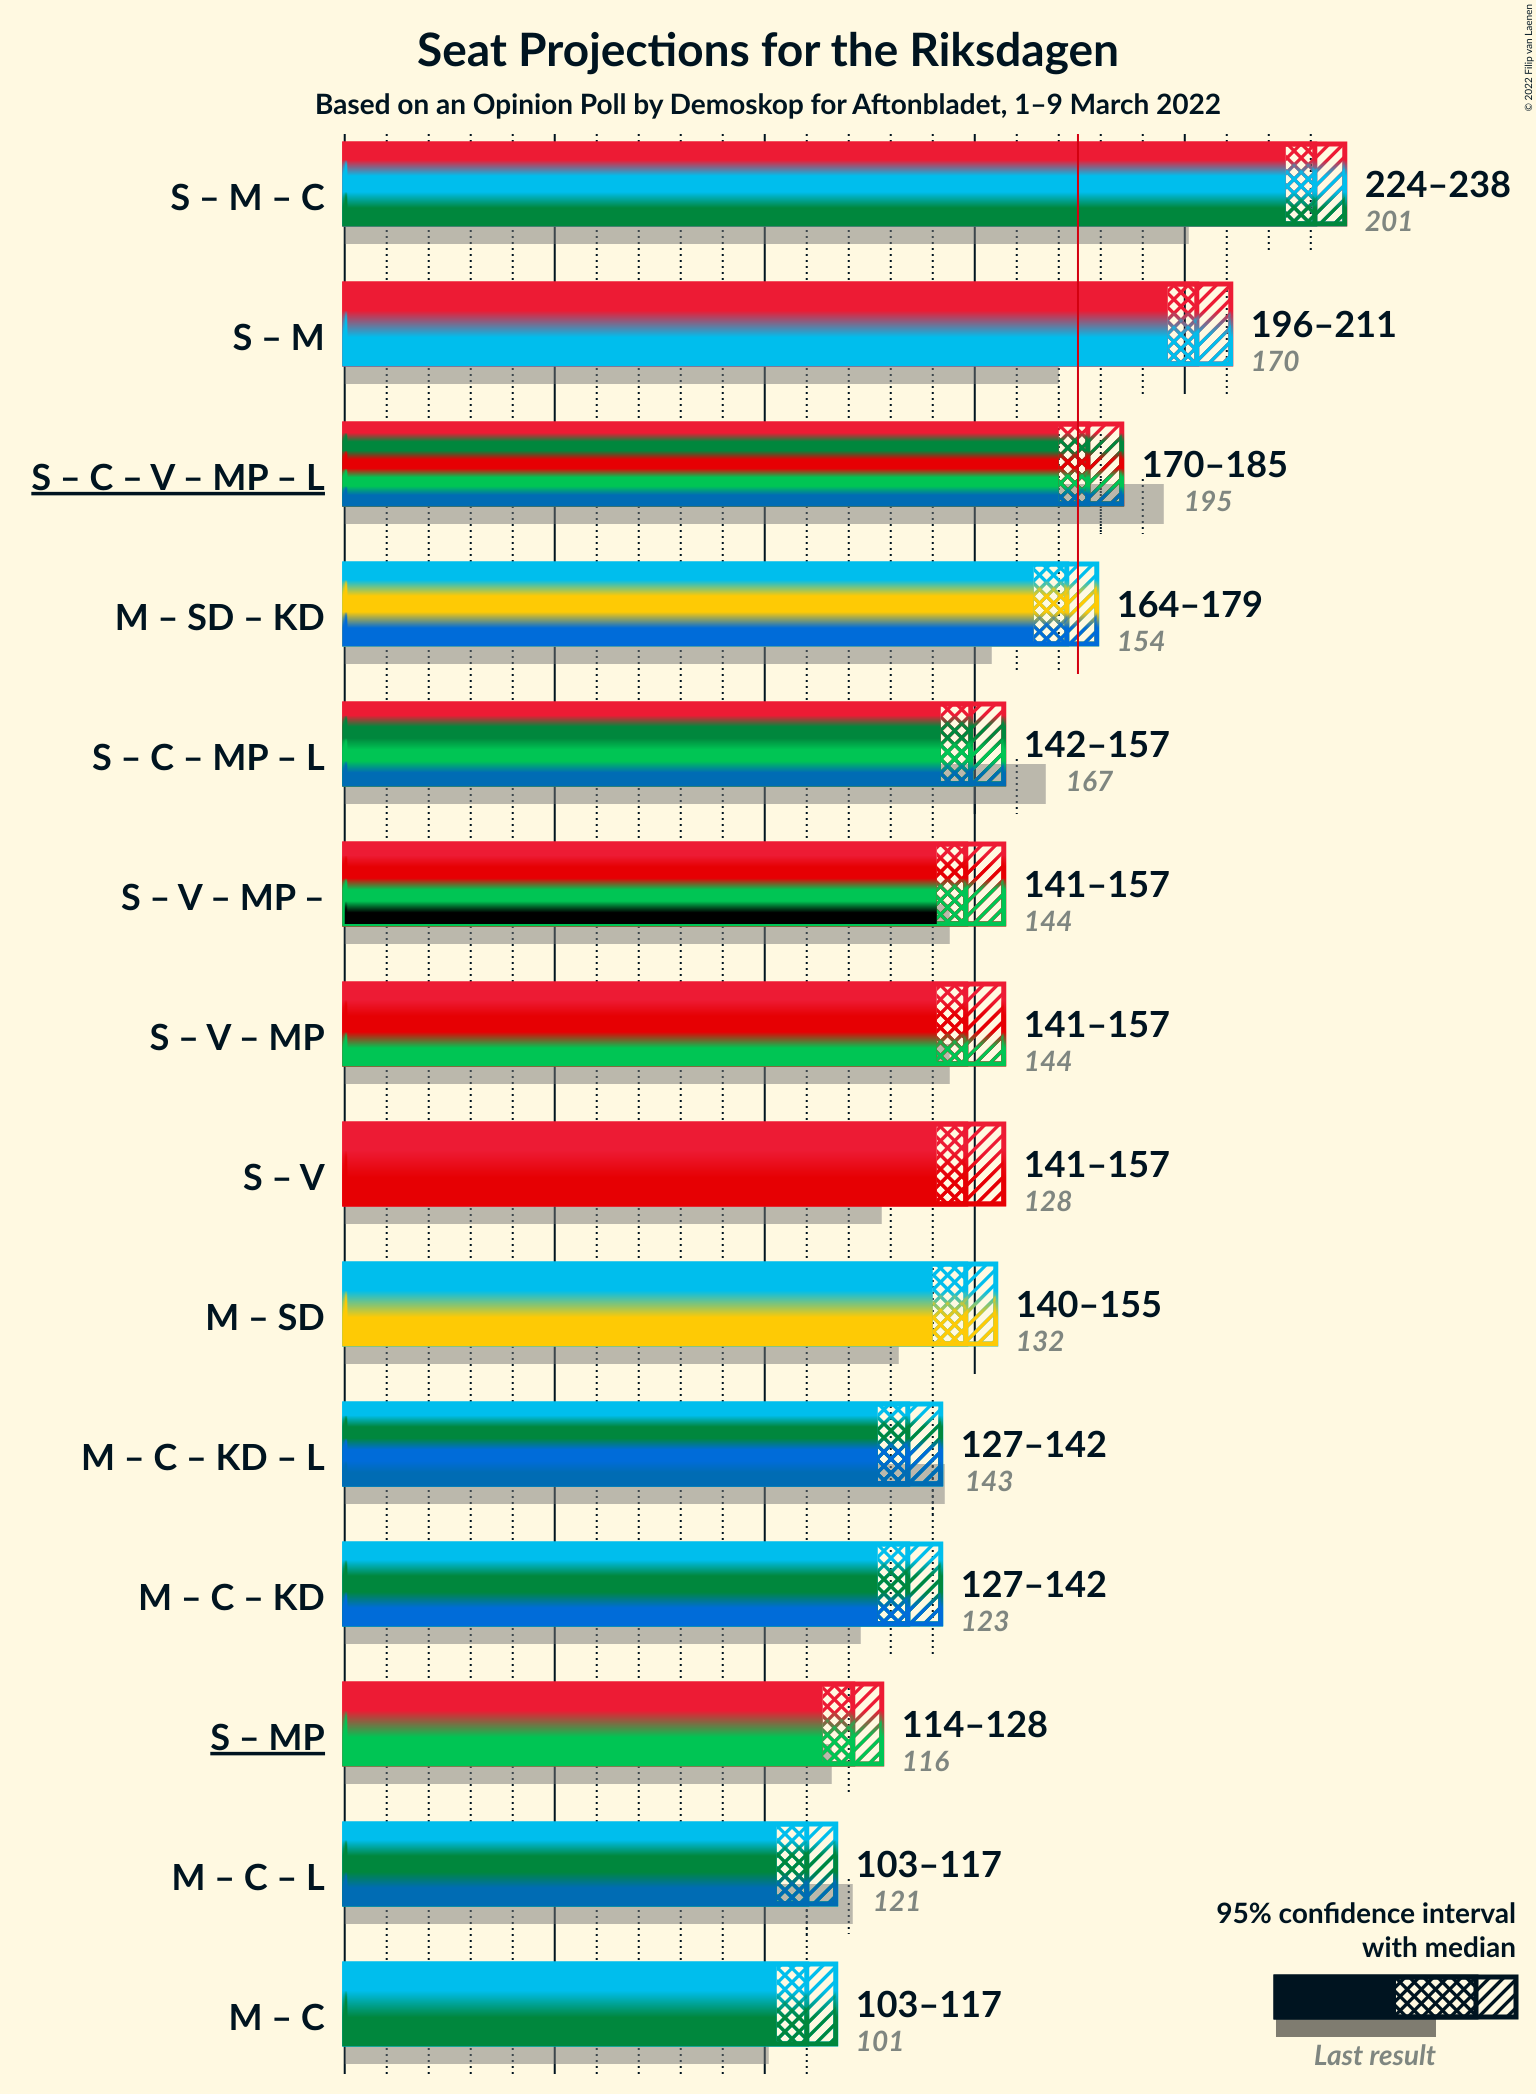 Seat Projections for the Riksdagen
Based on an Opinion Poll by Demoskop for Aftonbladet, 1–9 March 2022
© 2022 Filip van Laenen
S – M – C
224–238
201
S – M
196–211
170
S – C – V – MP – L
170–185
195
M – SD – KD
164–179
154
S – C – MP – L
142–157
167
S – V – MP –
141–157
144
S – V – MP
141–157
144
S – V
141–157
128
M – SD
140–155
132
M – C – KD – L
127–142
143
M – C – KD
127–142
123
S – MP
114–128
116
M – C – L
103–117
121
M – C
103–117
101
95% confidence interval
with median
Last result